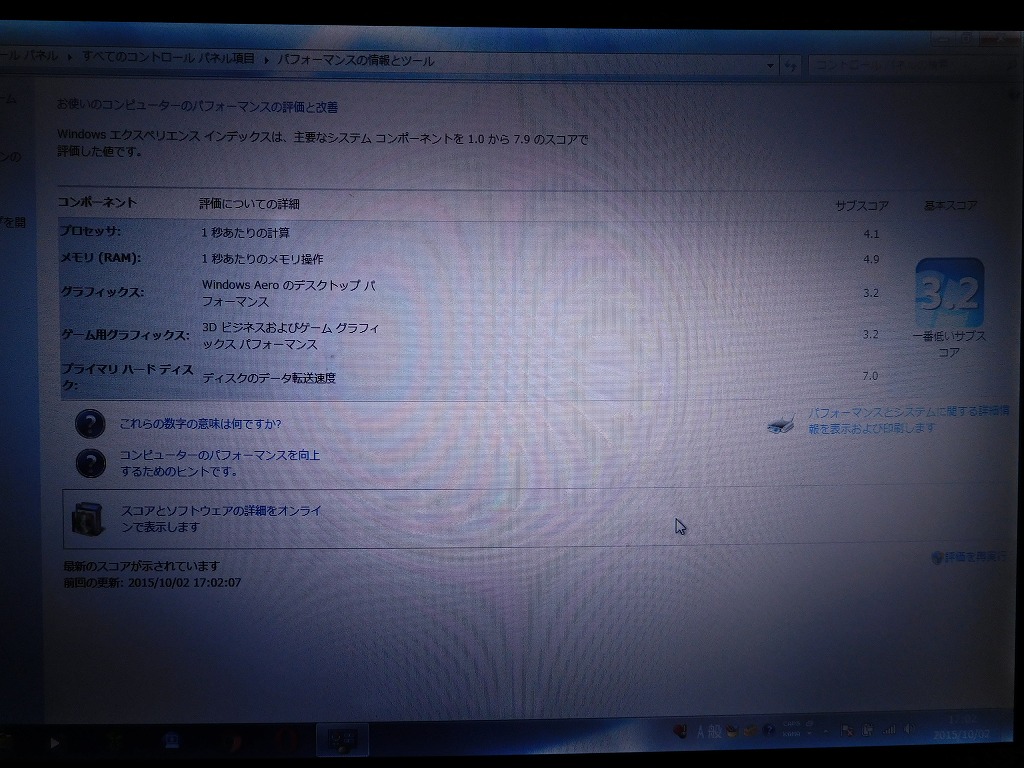 ール パネル ▸ すべてのコントロール パネル項目 ▸ パフォーマンスの情報とツール
ーム
お使いのコンピューターのパフォーマンスの評価と改善
Windows エクスペリエンス インデックスは、主要なシステム コンポーネントを 1.0 から 7.9 のスコアで
評価した値です。
ンの
を開
コンポーネント 評価についての詳細 サブスコア 基本スコア
プロセッサ: 1 秒あたりの計算 4.1
メモリ (RAM): 1 秒あたりのメモリ操作 4.9
グラフィックス: Windows Aero のデスクトップ パ
フォーマンス 3.2
3.2
一番低いサブス
コア
ゲーム用グラフィックス: 3D ビジネスおよびゲーム グラフィ
ックス パフォーマンス 3.2
プライマリ ハード ディス
ク: ディスクのデータ転送速度 7.0
これらの数字の意味は何ですか?
パフォーマンスとシステムに関する詳細情
報を表示および印刷します
コンピューターのパフォーマンスを向上
するためのヒントです。
スコアとソフトウェアの詳細をオンライ
ンで表示します
最新のスコアが示されています
前回の更新: 2015/10/02 17:02:07
評価を再実行
A 般
2015/10/02